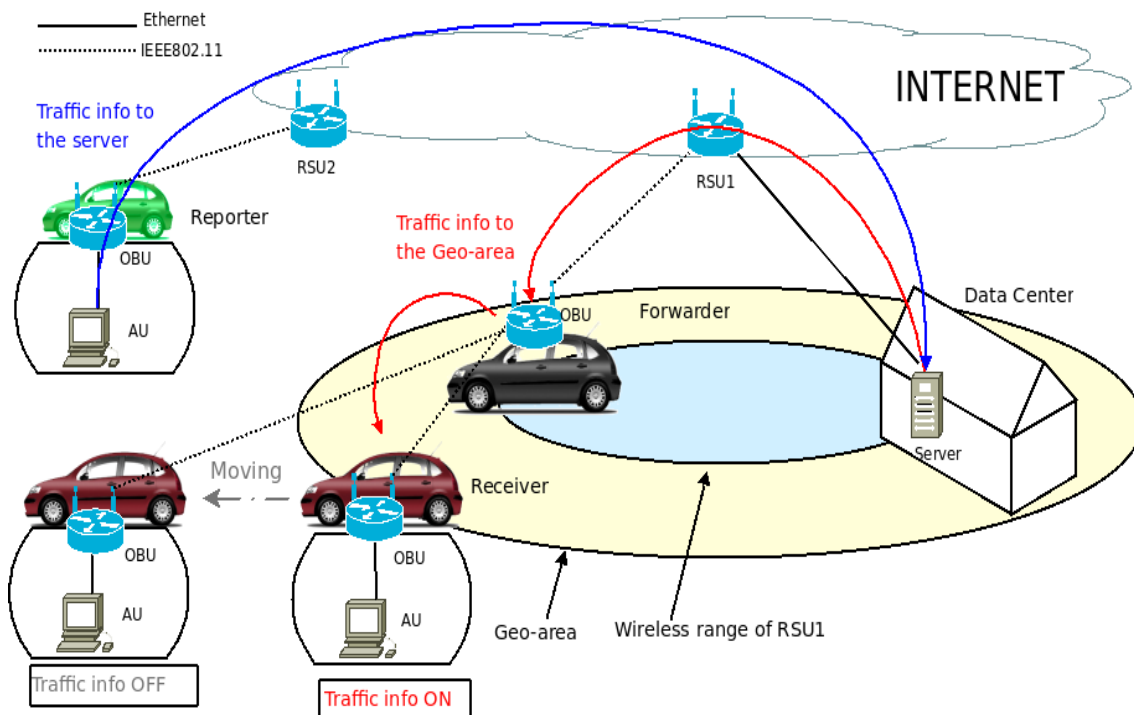 Ethernet
IEEE802.11
INTERNET
Traffic info to
the server
RSU2
RSU1
Reporter
OBU
AU
Traffic info to
the Geo-area
OBU
Forwarder
Data Center
Server
Moving
Receiver
OBU
AU
OBU
AU
Geo-area
Wireless range of RSU1
Traffic info OFF
Traffic info ON